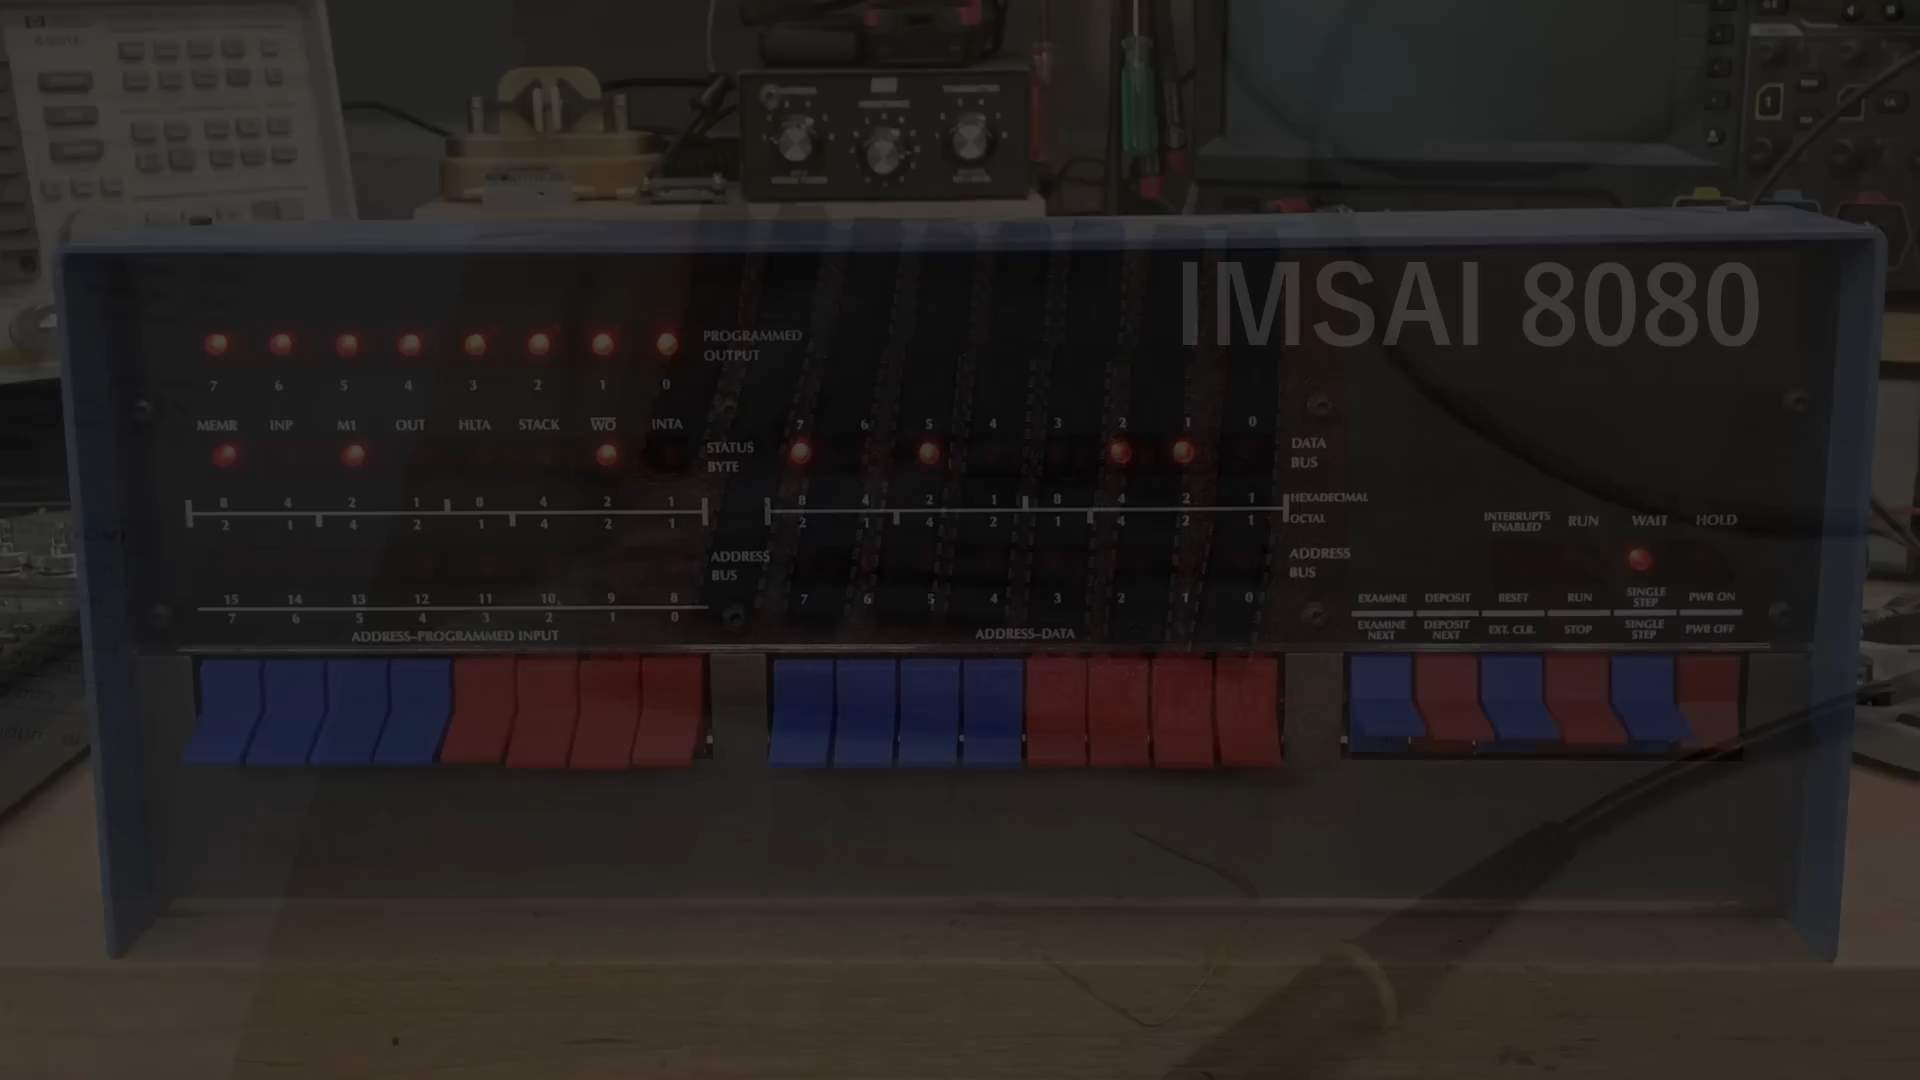 IMSAI 8080
PROGRAMMED
OUTPUT
7 6 5 4 3 2 1 0
MEMR INP M1 OUT HLTA STACK WO INTA
7 6 5 4 3 2 1 0
STATUS
BYTE
DATA
BUS
8 4 2 1 8 4 2 1
8 4 2 1 8 4 2 1
HEXADECIMAL
2 1 4 2 1 4 2 1
2 1 4 2 1 4 2 1
OCTAL
INTERRUPTS
ENABLED
RUN WAIT HOLD
ADDRESS
BUS
ADDRESS
BUS
15 14 13 12 11 10 9 8
7 6 5 4 3 2 1 0
7 6 5 4 3 2 1 0
ADDRESS-PROGRAMMED INPUT
ADDRESS-DATA
EXAMINE DEPOSIT RESET RUN SINGLE STEP PWR ON
EXAMINE NEXT DEPOSIT NEXT EXT. CLR. STOP SINGLE STEP PWR OFF